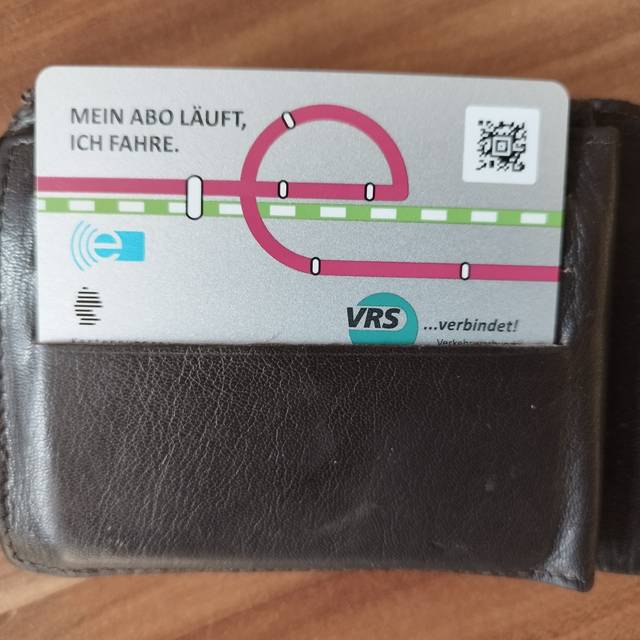 MEIN ABO LÄUFT,
ICH FAHRE.
e
VRS
...verbindet!